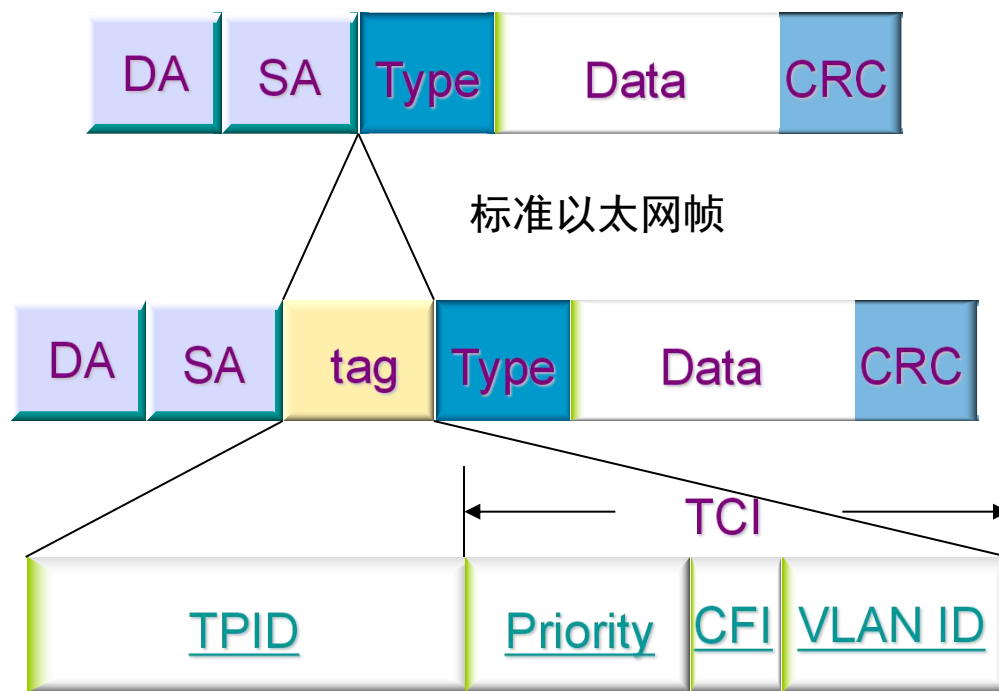 DA SA Type Data CRC
标准以太网帧
DA SA tag Type Data CRC
TCI
TPID Priority CFI VLAN ID